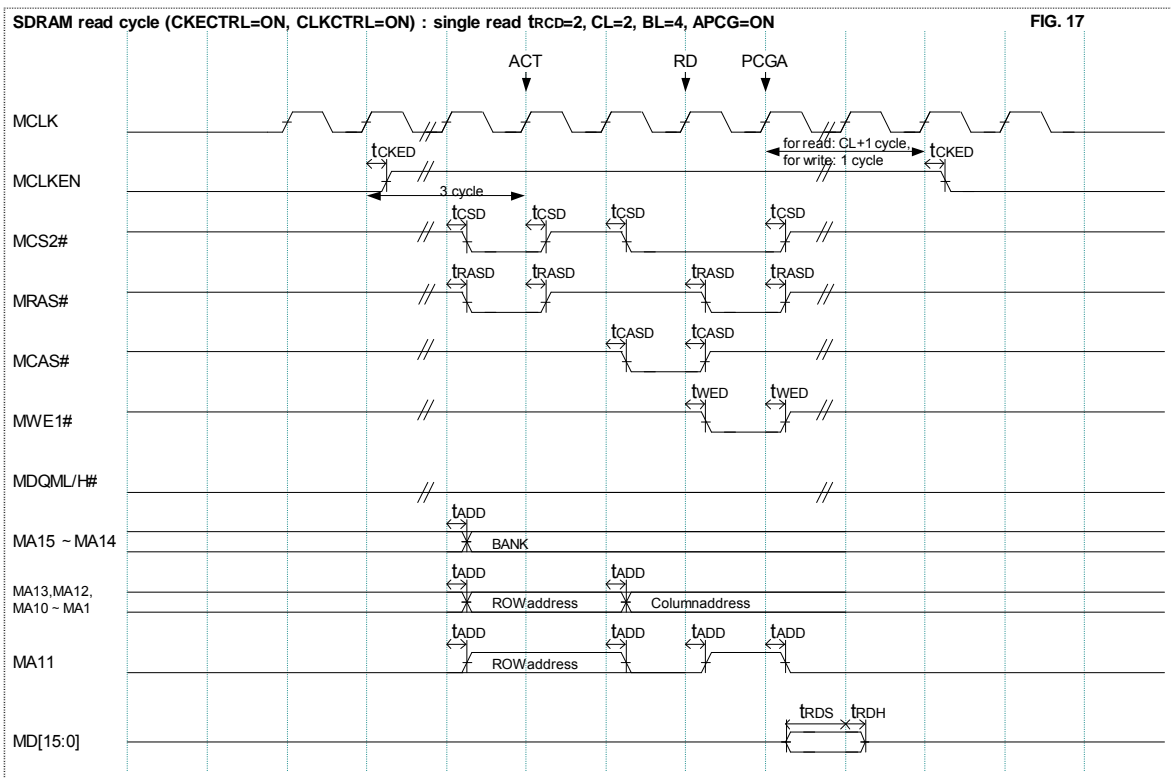 SDRAM read cycle (CKECTRL=ON, CLKCTRL=ON) : single read tRCD=2, CL=2, BL=4, APCG=ON FIG. 17
ACT RD PCGA
MCLK
for read: CL+1 cycle,
for write: 1 cycle
tCKED tCKED
MCLKEN
3 cycle
tCSD tCSD tCSD tCSD
MCS2#
tRASD tRASD tRASD tRASD
MRAS#
tCASD tCASD
MCAS#
tWED tWED
MWE1#
MDQML/H#
tADD
MA15 ~ MA14 BANK
tADD tADD
MA13,MA12,
MA10 ~ MA1 ROWaddress Columnaddress
tADD tADD tADD tADD
MA11 ROWaddress
tRDS tRDH
MD[15:0]